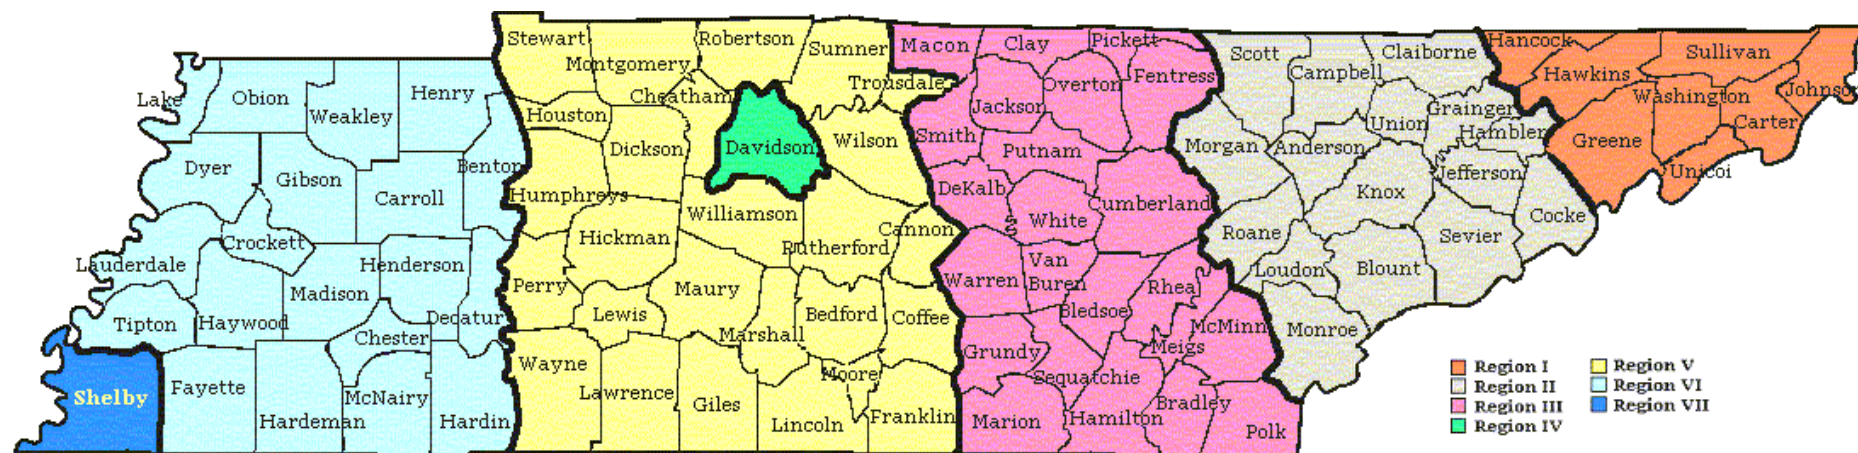 Stewart
Robertson
Sumner
Macon
Clay
Pickett
Hancock
Scott
Claiborne
Sullivan
Montgomery
Trousdale
Overton
Fentress
Campbell
Hawkins
Johnson
Lake
Obion
Henry
Cheatham
Jackson
Grainger
Washington
Weakley
Houston
Smith
Union
Hamblen
Carter
Dickson
Davidson
Wilson
Putnam
Morgan
Anderson
Greene
Dyer
Gibson
Benton
Jefferson
Unicoi
Carroll
Humphreys
DeKalb
White
Cumberland
Knox
Williamson
Cannon
Cocke
Crockett
Hickman
Rutherford
Roane
Sevier
Lauderdale
Henderson
Van
Buren
Warren
Loudon
Blount
Madison
Perry
Maury
Rhea
Tipton
Haywood
Decatur
Lewis
Bedford
Coffee
Bledsoe
McMinn
Monroe
Chester
Marshall
Grundy
Meigs
Shelby
Fayette
McNairy
Wayne
Lawrence
Moore
Sequatchie
Hardeman
Hardin
Giles
Lincoln
Franklin
Marion
Hamilton
Bradley
Polk
Region I
Region II
Region III
Region IV
Region V
Region VI
Region VII